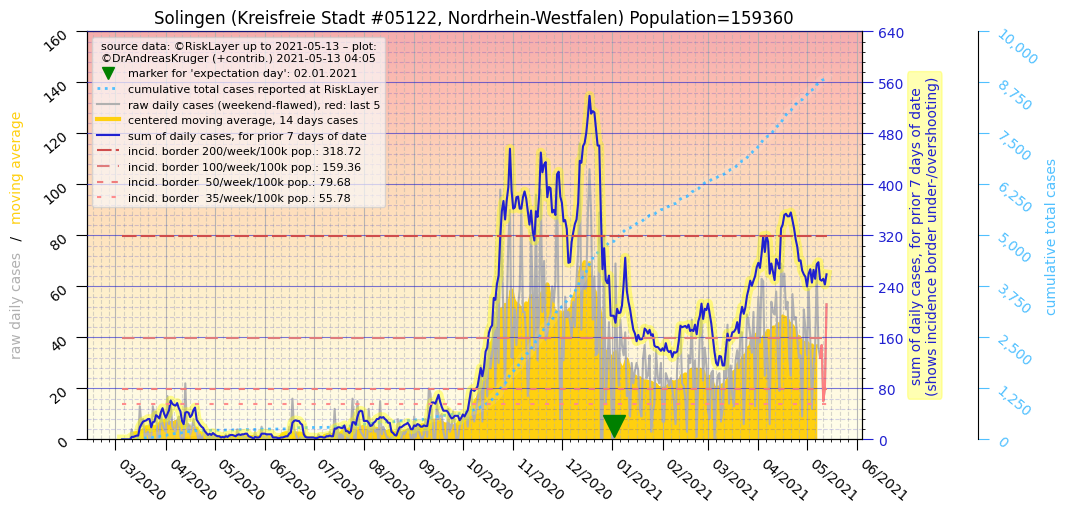 Solingen (Kreisfreie Stadt #05122, Nordrhein-Westfalen) Population=159360
source data: ©RiskLayer up to 2021-05-13 – plot:
©DrAndreasKruger (+contrib.) 2021-05-13 04:05
marker for 'expectation day': 02.01.2021
cumulative total cases reported at RiskLayer
raw daily cases (weekend-flawed), red: last 5
centered moving average, 14 days cases
sum of daily cases, for prior 7 days of date
incid. border 200/week/100k pop.: 318.72
incid. border 100/week/100k pop.: 159.36
incid. border  50/week/100k pop.: 79.68
incid. border  35/week/100k pop.: 55.78
raw daily cases / moving average
160
140
120
100
80
60
40
20
0
03/2020
04/2020
05/2020
06/2020
07/2020
08/2020
09/2020
10/2020
11/2020
12/2020
01/2021
02/2021
03/2021
04/2021
05/2021
06/2021
640
560
480
400
320
240
160
80
0
sum of daily cases, for prior 7 days of date
(shows incidence border under-/overshooting)
10,000
8,750
7,500
6,250
5,000
3,750
2,500
1,250
0
cumulative total cases